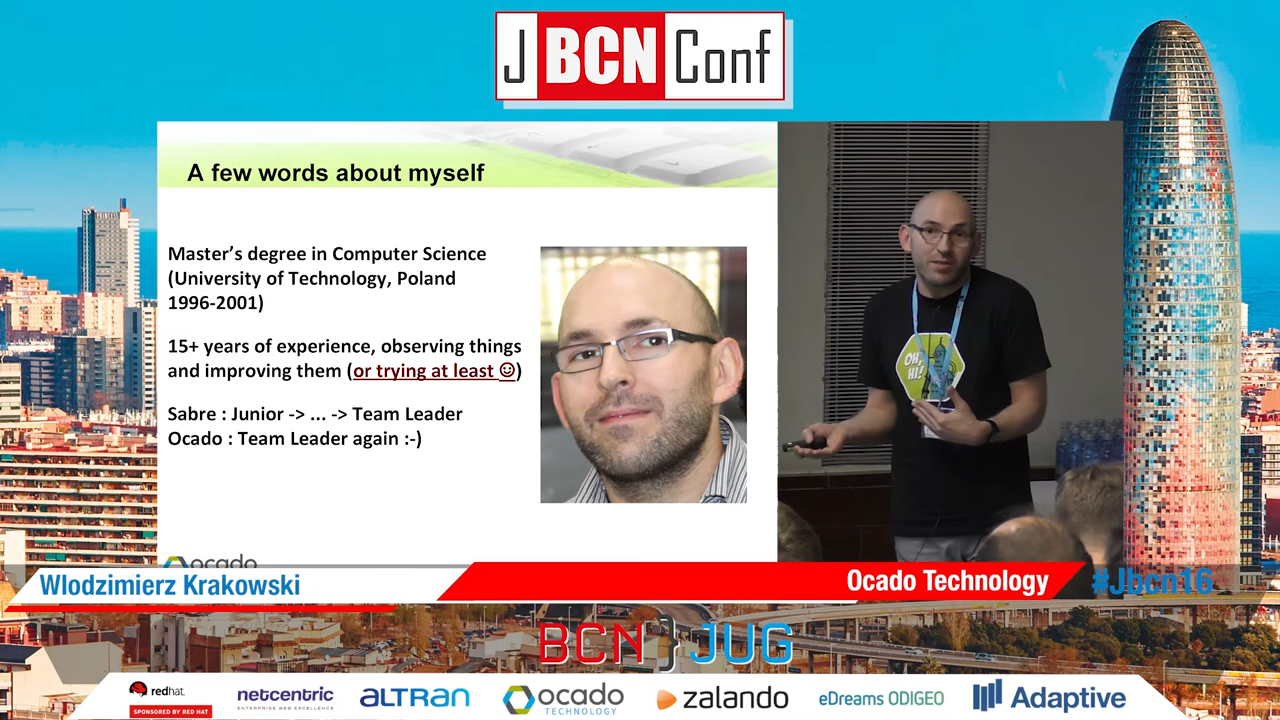 J BCN Conf
A few words about myself
Master's degree in Computer Science
(University of Technology, Poland
1996-2001)
15+ years of experience, observing things
and improving them (or trying at least ☺)
Sabre : Junior -> ... -> Team Leader
Ocado : Team Leader again :-)
OH,
HI!
ocado
Wlodzimierz Krakowski
Ocado Technology
#Jbcn16
BCN JUG
redhat.
SPONSORED BY RED HAT
netcentric
ENTERPRISE WEB EXCELLENCE
ALTRAN
ocado
TECHNOLOGY
zalando
eDreams ODIGEO
Adaptive